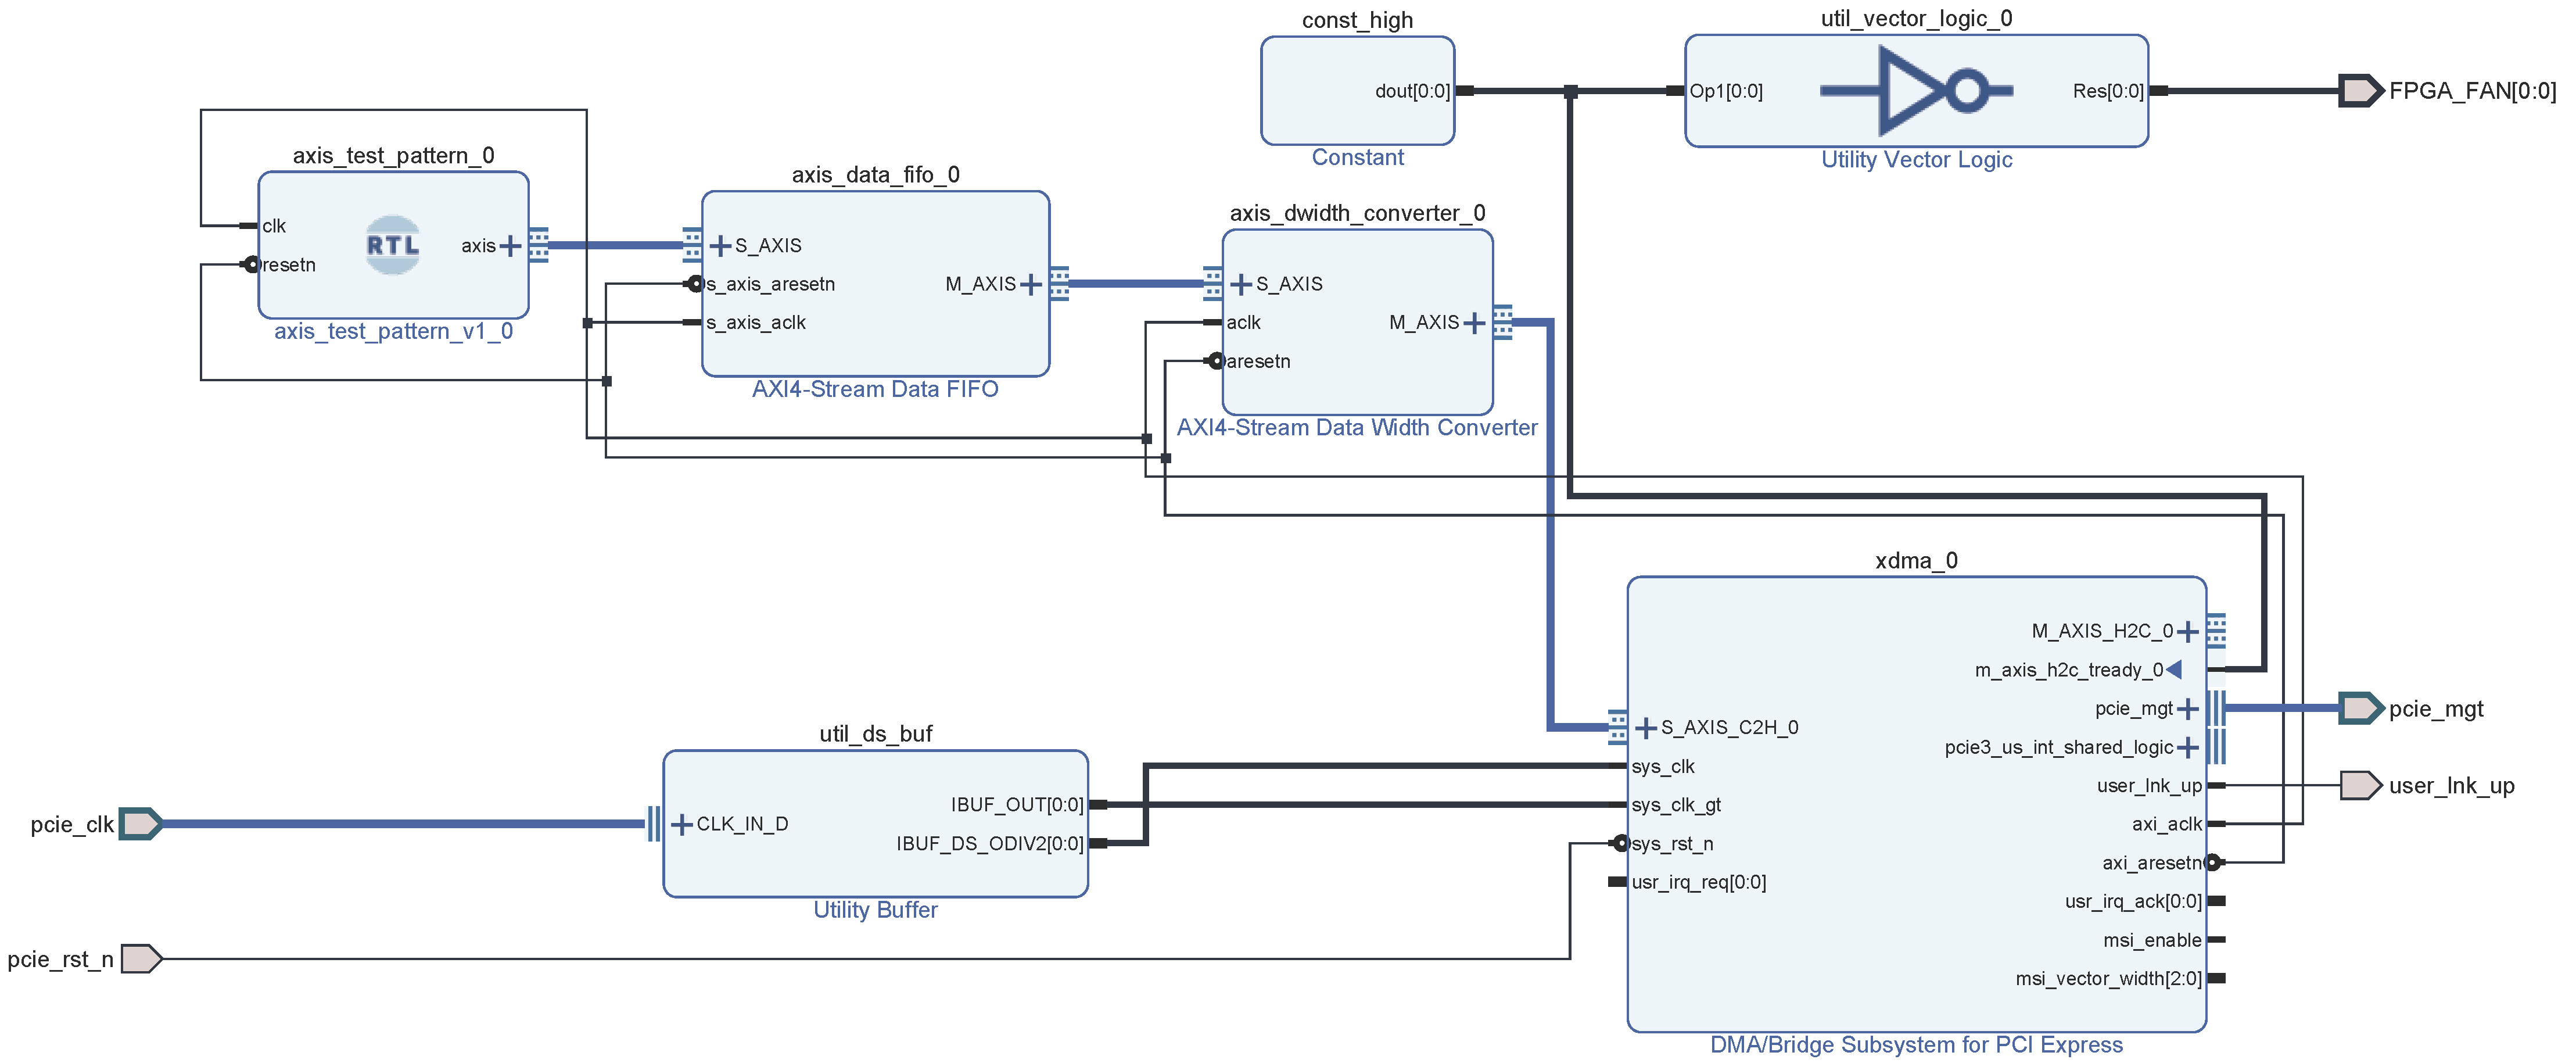 const_high
dout[0:0]
Constant
util_vector_logic_0
Op1[0:0]
Res[0:0]
Utility Vector Logic
FPGA_FAN[0:0]
axis_test_pattern_0
clk
resetn
RTL
axis
axis_test_pattern_v1_0
axis_data_fifo_0
S_AXIS
s_axis_aresetn
s_axis_aclk
M_AXIS
AXI4-Stream Data FIFO
axis_dwidth_converter_0
S_AXIS
aclk
aresetn
M_AXIS
AXI4-Stream Data Width Converter
xdma_0
S_AXIS_C2H_0
sys_clk
sys_clk_gt
sys_rst_n
usr_irq_req[0:0]
M_AXIS_H2C_0
m_axis_h2c_tready_0
pcie_mgt
pcie3_us_int_shared_logic
user_lnk_up
axi_aclk
axi_aresetn
usr_irq_ack[0:0]
msi_enable
msi_vector_width[2:0]
DMA/Bridge Subsystem for PCI Express
pcie_mgt
user_lnk_up
util_ds_buf
CLK_IN_D
IBUF_OUT[0:0]
IBUF_DS_ODIV2[0:0]
Utility Buffer
pcie_clk
pcie_rst_n